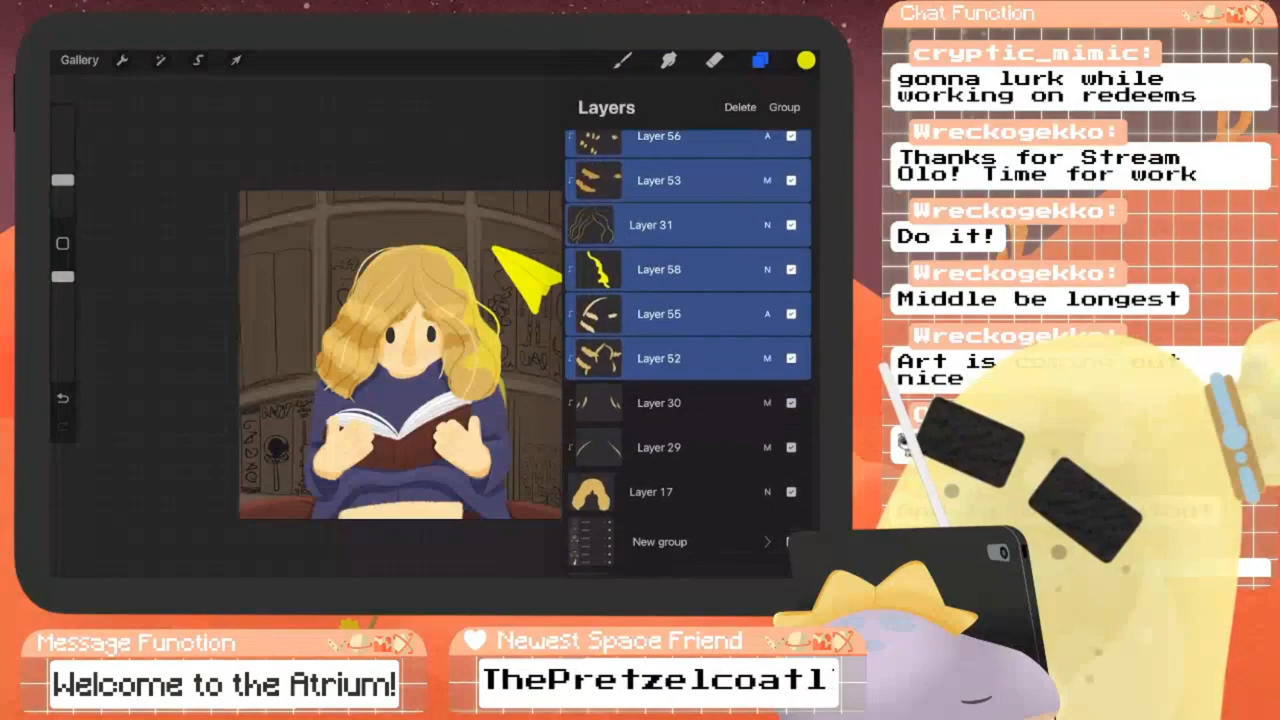 Chat Function
cryptic_mimic:
gonna lurk while
working on redeems
Wreckogekko:
Thanks for Stream
Olo! Time for work
Wreckogekko:
Do it!
Wreckogekko:
Middle be longest
Wreckogekko:
Art is coming out
nice
Gallery
Layers
Delete
Group
Layer 56
A
Layer 53
M
Layer 31
N
Layer 58
N
Layer 55
A
Layer 52
M
Layer 30
M
Layer 29
M
Layer 17
N
New group
Message Function
Welcome to the Atrium!
Newest Space Friend
ThePretzelcoatl